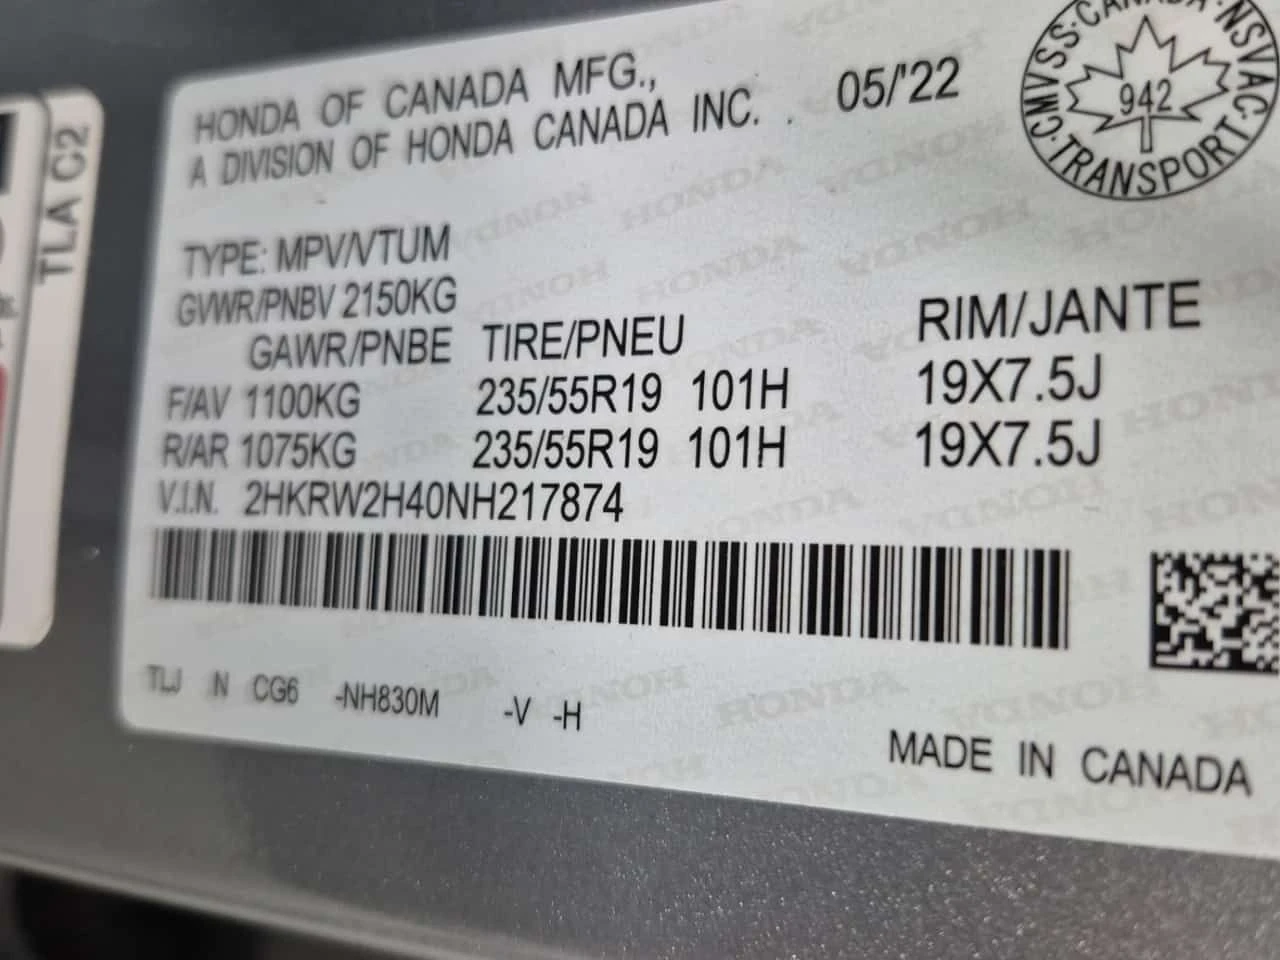 HONDA OF CANADA MFG., 05/'22
A DIVISION OF HONDA CANADA INC.
CMVSS · CANADA · NSVAC · TRANSPORT ·
942
TYPE: MPV/VTUM
GVWR/PNBV 2150KG
GAWR/PNBE TIRE/PNEU RIM/JANTE
F/AV 1100KG 235/55R19 101H 19X7.5J
R/AR 1075KG 235/55R19 101H 19X7.5J
V.I.N. 2HKRW2H40NH217874
TLJ N CG6 -NH830M -V -H
MADE IN CANADA
TLA C2
HONDA